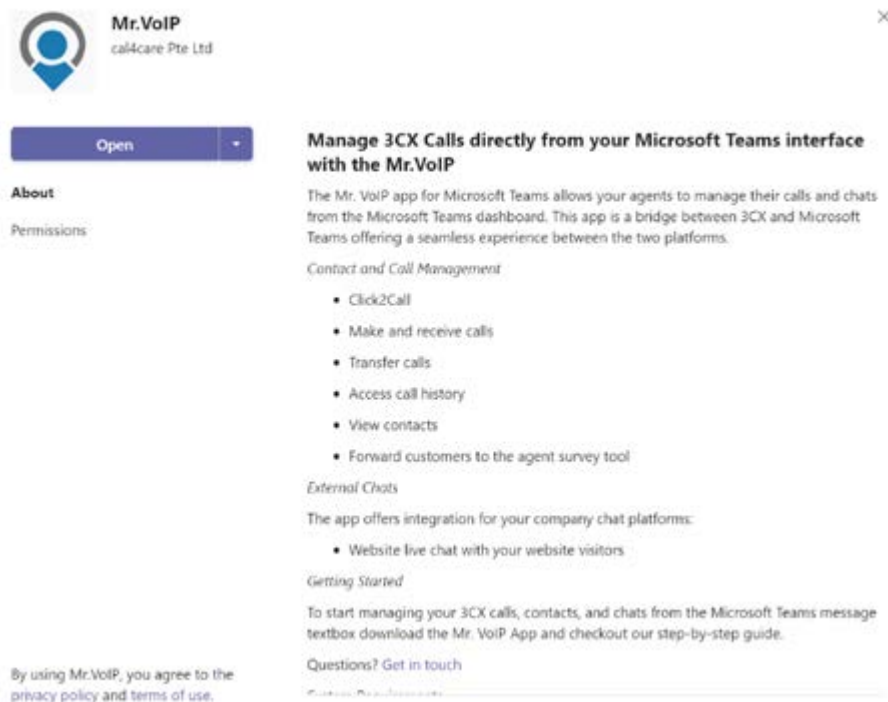 Mr.VoIP
cal4care Pte Ltd
Open
About
Permissions
Manage 3CX Calls directly from your Microsoft Teams interface
with the Mr.VoIP
The Mr. VoIP app for Microsoft Teams allows your agents to manage their calls and chats
from the Microsoft Teams dashboard. This app is a bridge between 3CX and Microsoft
Teams offering a seamless experience between the two platforms.
Contact and Call Management
• Click2Call
• Make and receive calls
• Transfer calls
• Access call history
• View contacts
• Forward customers to the agent survey tool
External Chats
The app offers integration for your company chat platforms:
• Website live chat with your website visitors
Getting Started
To start managing your 3CX calls, contacts, and chats from the Microsoft Teams message
textbox download the Mr. VoIP App and checkout our step-by-step guide.
Questions? Get in touch
By using Mr.VoIP, you agree to the
privacy policy and terms of use.